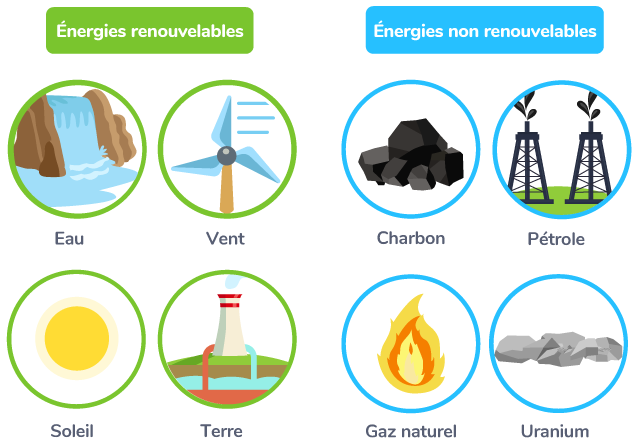 Énergies renouvelables
Énergies non renouvelables
Eau
Vent
Charbon
Pétrole
Soleil
Terre
Gaz naturel
Uranium